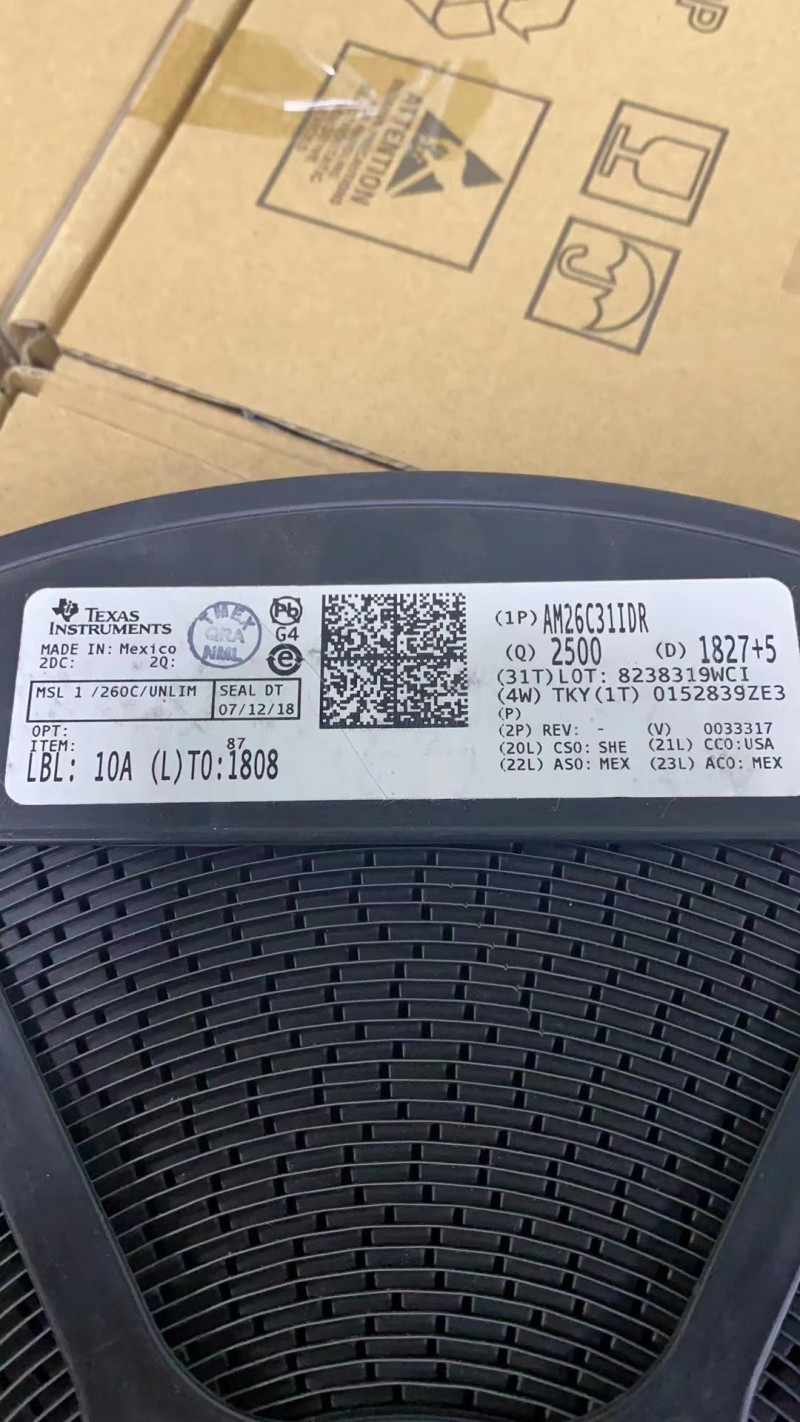 ATTENTION
TEXAS
INSTRUMENTS
MADE IN: Mexico
2DC: 2Q:
MSL 1 /260C/UNLIM
SEAL DT
07/12/18
OPT:
ITEM: 87
LBL: 10A (L)TO:1808
TMEX
QRA
NML
Pb
G4
e
(1P) AM26C31IDR
(Q) 2500 (D) 1827+5
(31T)LOT: 8238319WCI
(4W) TKY(1T) 0152839ZE3
(P)
(2P) REV: - (V) 0033317
(20L) CSO: SHE (21L) CCO:USA
(22L) ASO: MEX (23L) ACO: MEX